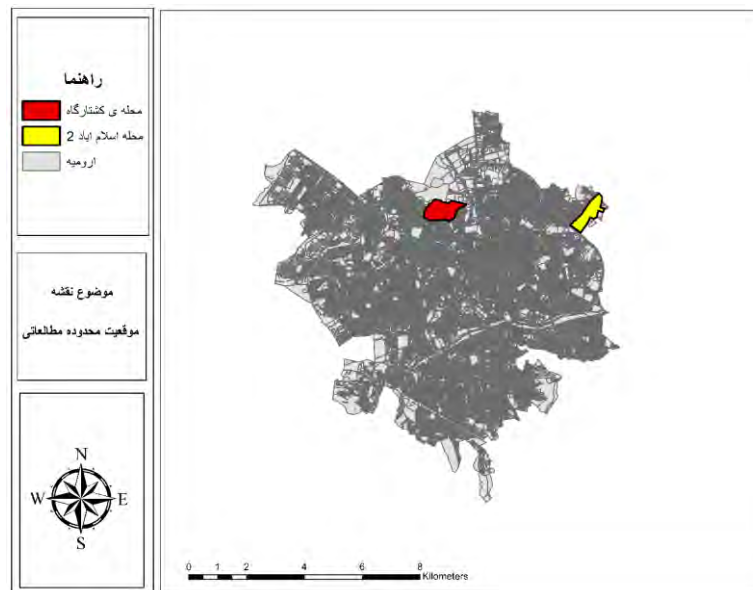 راهنما
محله ی کشتارگاه
محله اسلام اباد 2
ارومیه
موضوع نقشه
موقعیت محدوده مطالعاتی
N
W E
S
0 1 2 4 6 8
Kilometers